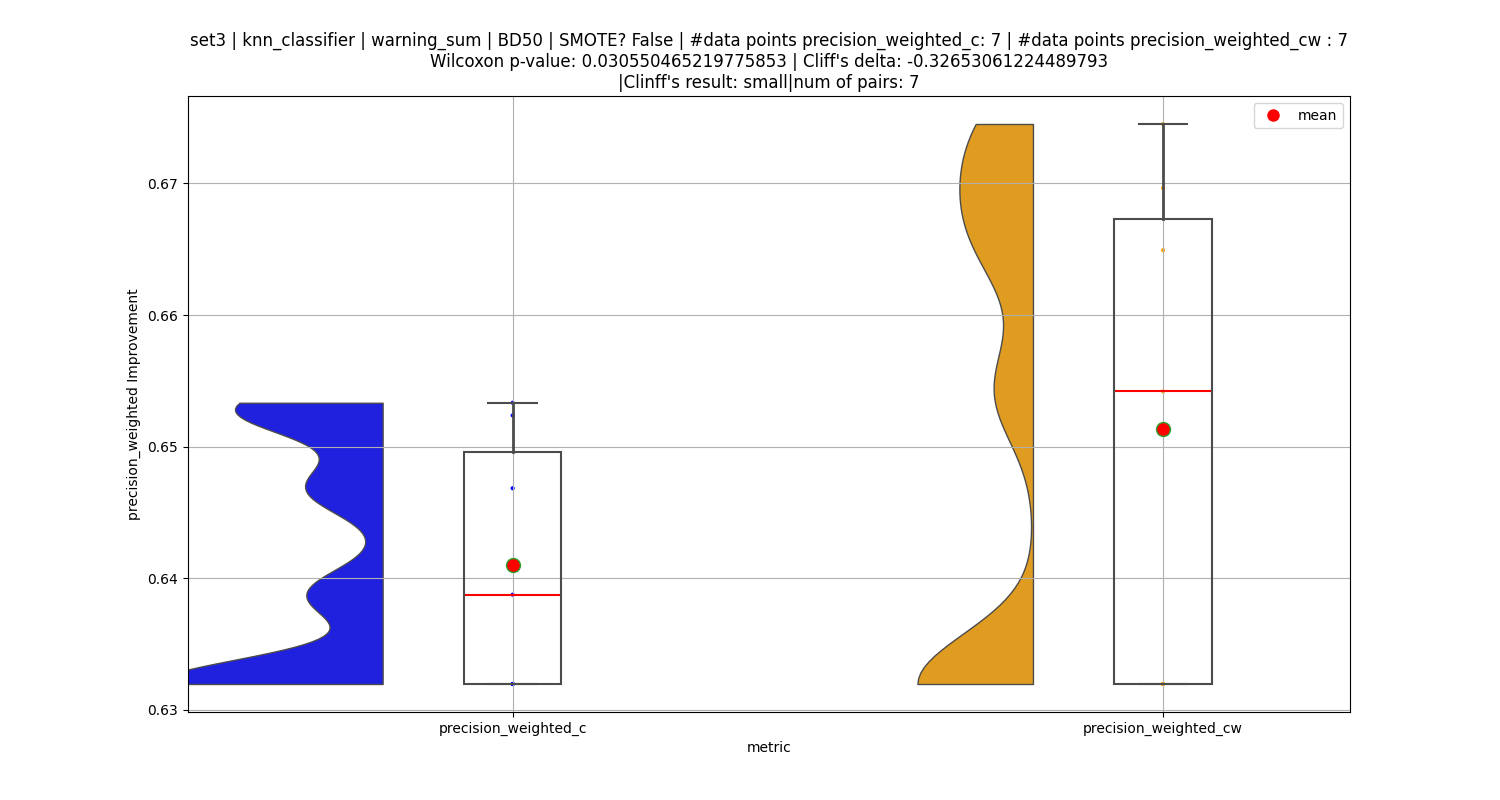 set3 | knn_classifier | warning_sum | BD50 | SMOTE? False | #data points precision_weighted_c: 7 | #data points precision_weighted_cw : 7
Wilcoxon p-value: 0.030550465219775853 | Cliff's delta: -0.32653061224489793
|Clinff's result: small|num of pairs: 7
mean
0.67
0.66
0.65
0.64
0.63
precision_weighted Improvement
precision_weighted_c
precision_weighted_cw
metric